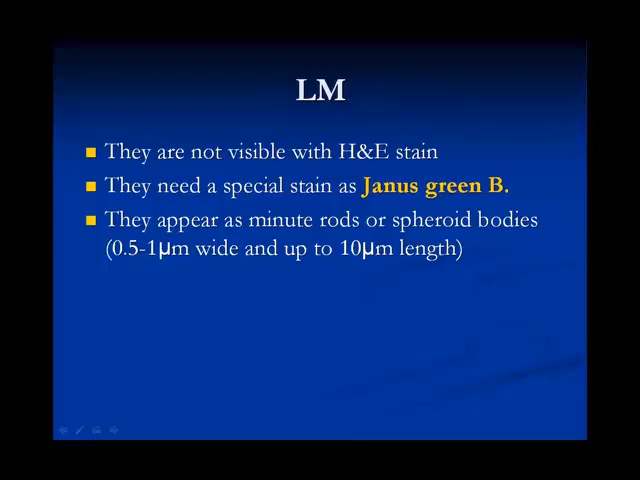 LM
They are not visible with H&E stain
They need a special stain as Janus green B.
They appear as minute rods or spheroid bodies
(0.5-1µm wide and up to 10µm length)